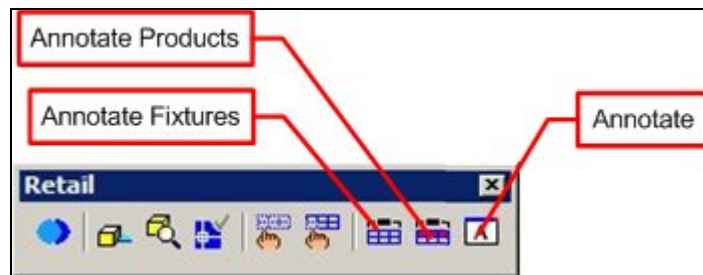 Annotate Products
Annotate Fixtures
Annotate
Retail
A